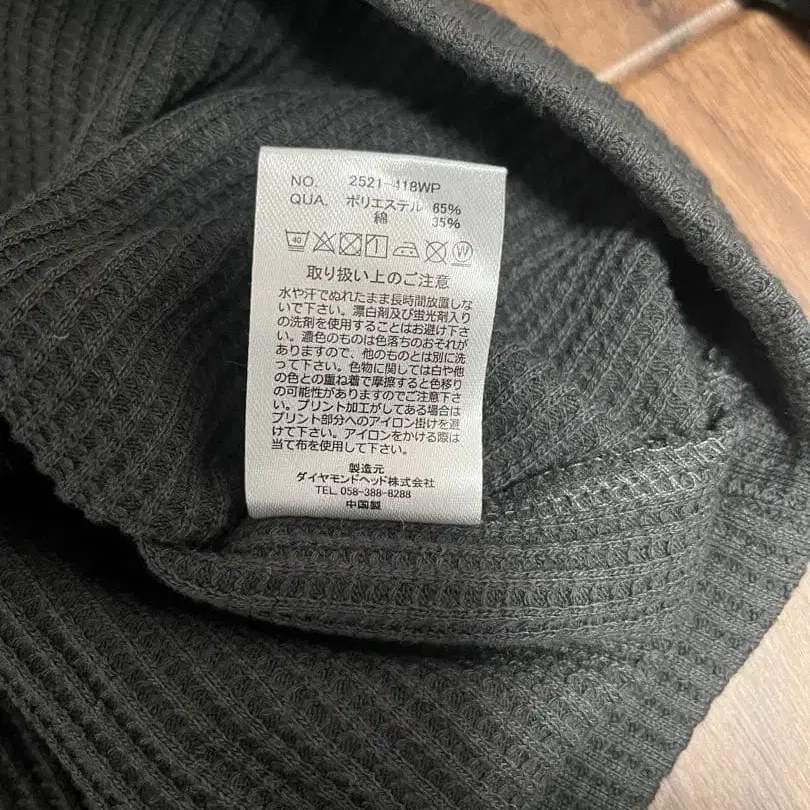 NO. 2521-418WP
QUA. ポリエステル 65%
綿 35%
40
W
取り扱い上のご注意
水や汗でぬれたまま長時間放置しな
いで下さい。漂白剤及び蛍光剤入り
の洗剤を使用することはお避け下さ
い。濃色のものは色落ちのおそれが
ありますので、他のものとは別に洗
って下さい。色物に関しては白や他
の色との重ね着で摩擦すると色移り
の可能性がありますのでご注意下さ
い。プリント加工がしてある場合は
プリント部分へのアイロン掛けを避
けて下さい。アイロンをかける際は
当て布を使用して下さい。
製造元
ダイヤモンドヘッド株式会社
TEL.058-388-8288
中国製